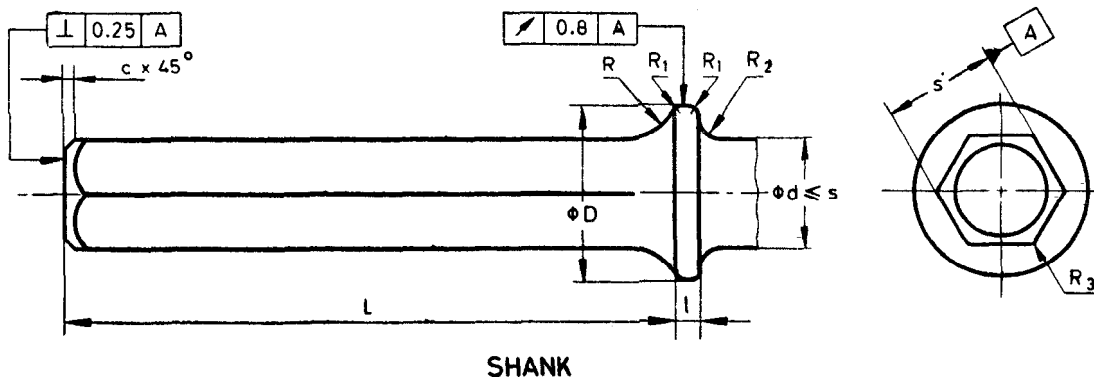 ⊥ 0.25 A
↗ 0.8 A
A
c x 45°
R R1 R1 R2
s
ΦD
Φd ≤ s
R3
L
l
SHANK